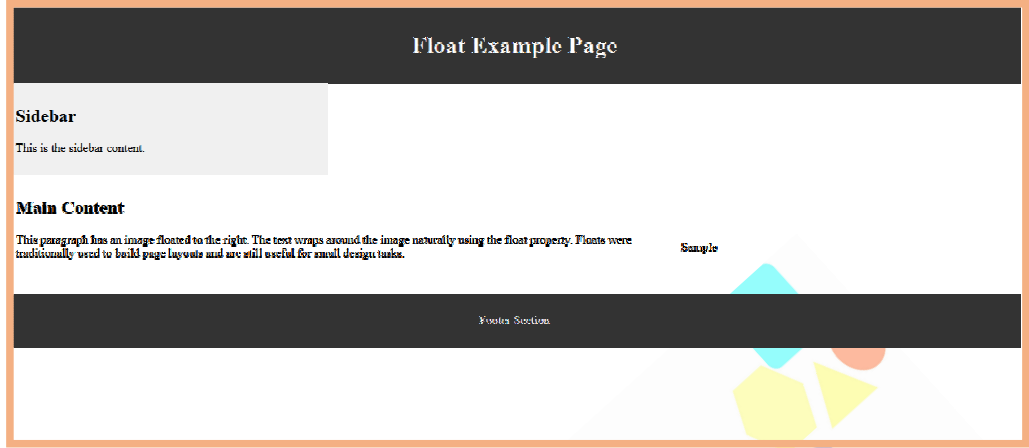 Float Example Page
Sidebar
This is the sidebar content.
Main Content
This paragraph has an image floated to the right. The text wraps around the image naturally using the float property. Floats were
Sample
traditionally used to build page layouts and are still useful for small design tasks.
Footer Section